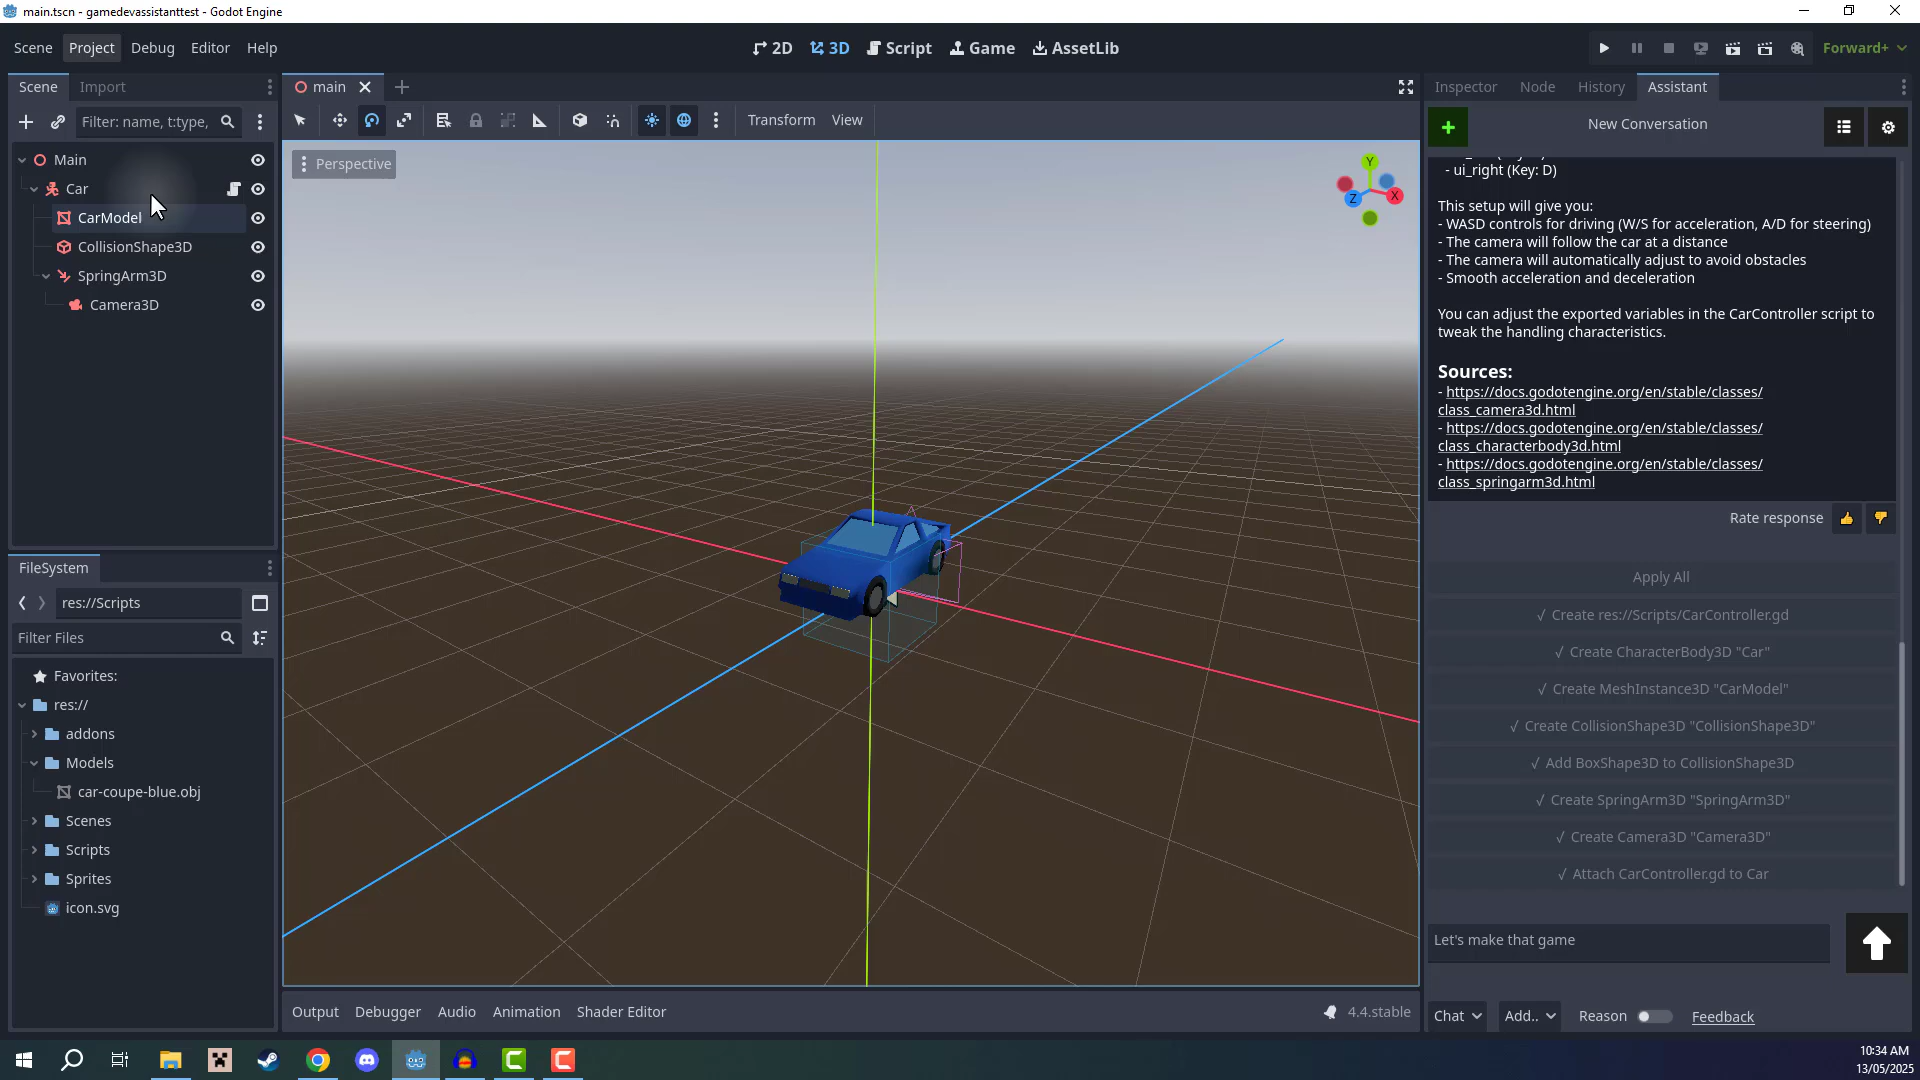 main.tscn - gamedevassistanttest - Godot Engine
Scene Project Debug Editor Help
2D 3D Script Game AssetLib
Forward+
Scene Import
Filter: name, t:type,
Main
Car
CarModel
CollisionShape3D
SpringArm3D
Camera3D
FileSystem
res://Scripts
Filter Files
Favorites:
res://
addons
Models
car-coupe-blue.obj
Scenes
Scripts
Sprites
icon.svg
main
Transform View
Perspective
Y
X
Z
Output Debugger Audio Animation Shader Editor
4.4.stable
Inspector Node History Assistant
New Conversation
- ui_right (Key: D)
This setup will give you:
- WASD controls for driving (W/S for acceleration, A/D for steering)
- The camera will follow the car at a distance
- The camera will automatically adjust to avoid obstacles
- Smooth acceleration and deceleration
You can adjust the exported variables in the CarController script to
tweak the handling characteristics.
Sources:
- https://docs.godotengine.org/en/stable/classes/
class_camera3d.html
- https://docs.godotengine.org/en/stable/classes/
class_characterbody3d.html
- https://docs.godotengine.org/en/stable/classes/
class_springarm3d.html
Rate response
Apply All
√ Create res://Scripts/CarController.gd
√ Create CharacterBody3D "Car"
√ Create MeshInstance3D "CarModel"
√ Create CollisionShape3D "CollisionShape3D"
√ Add BoxShape3D to CollisionShape3D
√ Create SpringArm3D "SpringArm3D"
√ Create Camera3D "Camera3D"
√ Attach CarController.gd to Car
Let's make that game
Chat Add.. Reason Feedback
10:34 AM
13/05/2025